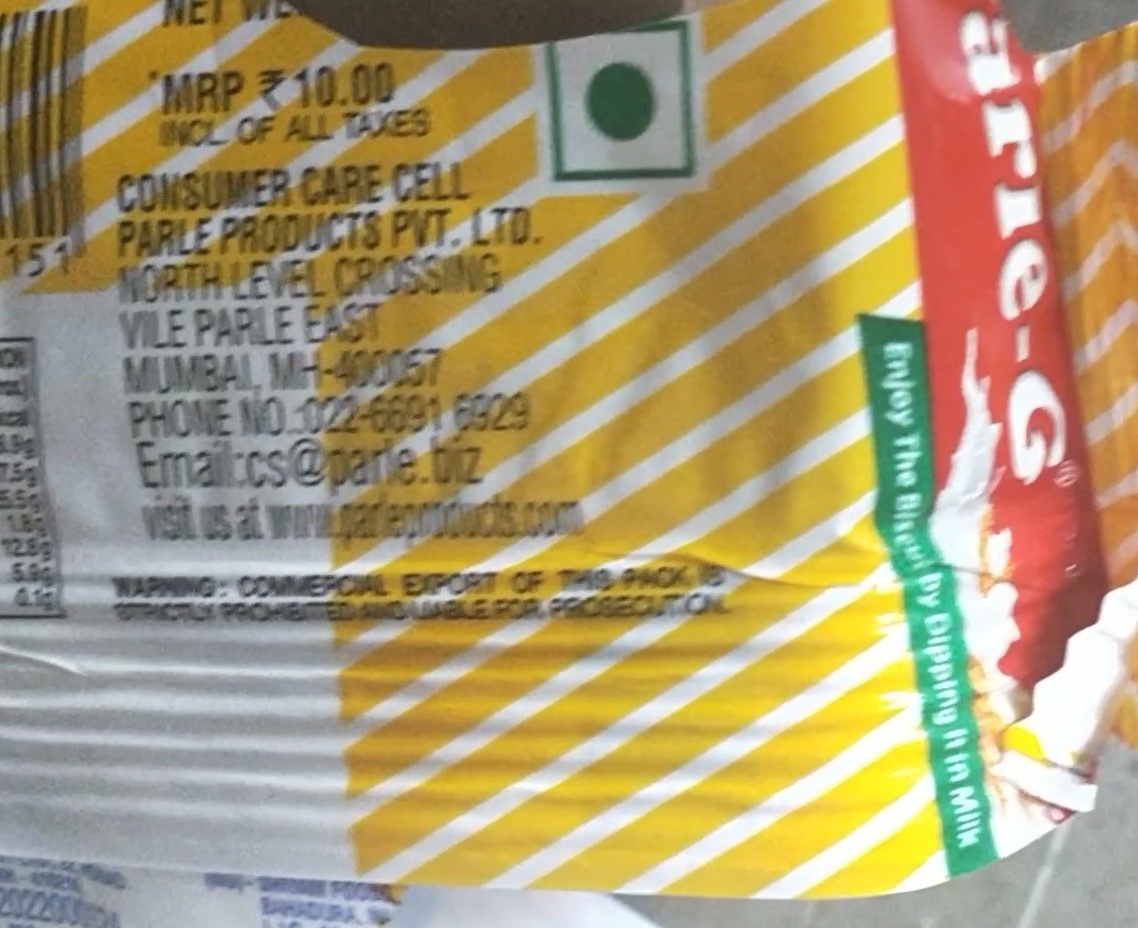 NET WE
*MRP ₹10.00
INCL. OF ALL TAXES
CONSUMER CARE CELL
PARLE PRODUCTS PVT. LTD.
NORTH LEVEL CROSSING
VILE PARLE EAST
MUMBAI, MH-400057
PHONE NO.:022-6691 6929
Email:cs@parle.biz
visit us at www.parleproducts.com
WARNING: COMMERCIAL EXPORT OF THIS PACK IS
STRICTLY PROHIBITED AND LIABLE FOR PROSECUTION.
151
arle-G®
Enjoy The Biscuit By Dipping It In Milk